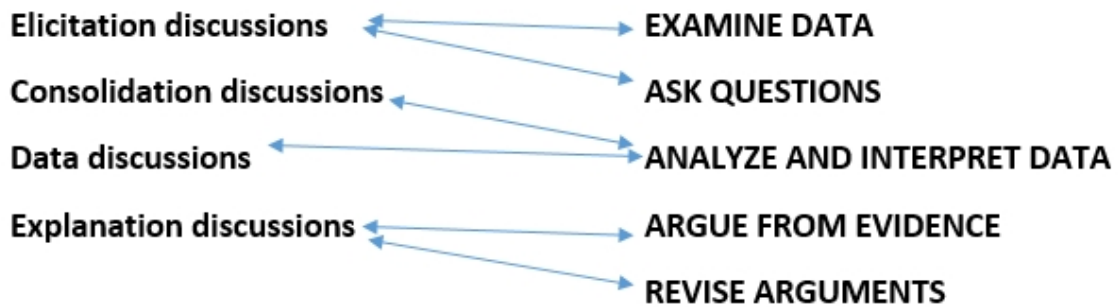 Elicitation discussions EXAMINE DATA
Consolidation discussions ASK QUESTIONS
Data discussions ANALYZE AND INTERPRET DATA
Explanation discussions ARGUE FROM EVIDENCE
REVISE ARGUMENTS